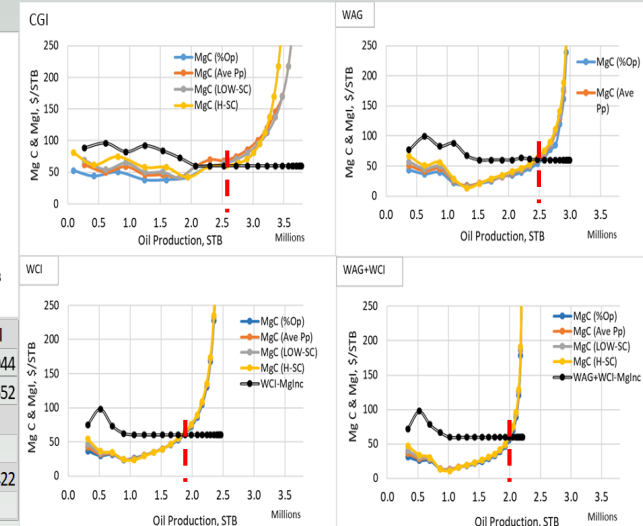 CGI
250
200
150
100
50
0
Mg C & MgI, $/STB
MgC (%Op)
MgC (Ave Pp)
MgC (LOW-SC)
MgC (H-SC)
0.0 0.5 1.0 1.5 2.0 2.5 3.0 3.5
Oil Production, STB
Millions
WAG
250
200
150
100
50
0
Mg C & MgI, $/STB
MgC (%Op)
MgC (Ave
Pp)
0.0 0.5 1.0 1.5 2.0 2.5 3.0 3.5
Oil Production, STB
Millions
WCI
250
200
150
100
50
0
Mg C & MgI, $/STB
MgC (%Op)
MgC (Ave Pp)
MgC (LOW-SC)
MgC (H-SC)
WCI-MgInc
0.0 0.5 1.0 1.5 2.0 2.5 3.0 3.5
Oil Production, STB
Millions
WAG+WCI
250
200
150
100
50
0
Mg C & MgI, $/STB
MgC (%Op)
MgC (Ave Pp)
MgC (LOW-SC)
MgC (H-SC)
WAG+WCI-MgInc
0.0 0.5 1.0 1.5 2.0 2.5 3.0 3.5
Oil Production, STB
Millions
44
52
22